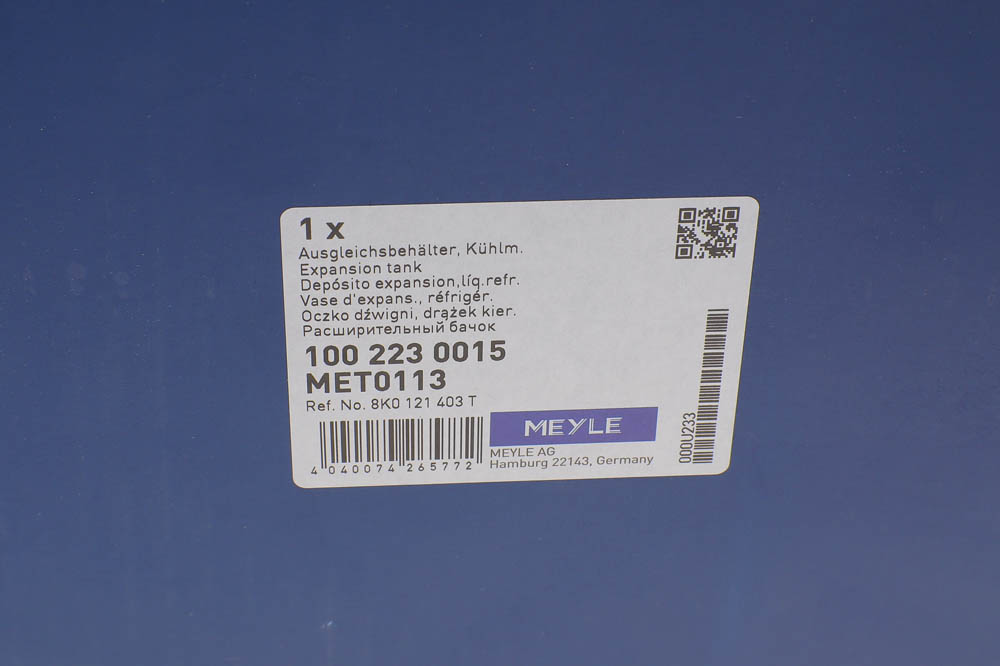 1 x
Ausgleichsbehälter, Kühlm.
Expansion tank
Depósito expansion,líq.refr.
Vase d'expans., réfrigér.
Oczko dźwigni, drążek kier.
Расширительный бачок
100 223 0015
MET0113
Ref. No. 8K0 121 403 T
4 040074 265772
MEYLE
MEYLE AG
Hamburg 22143, Germany
000U233